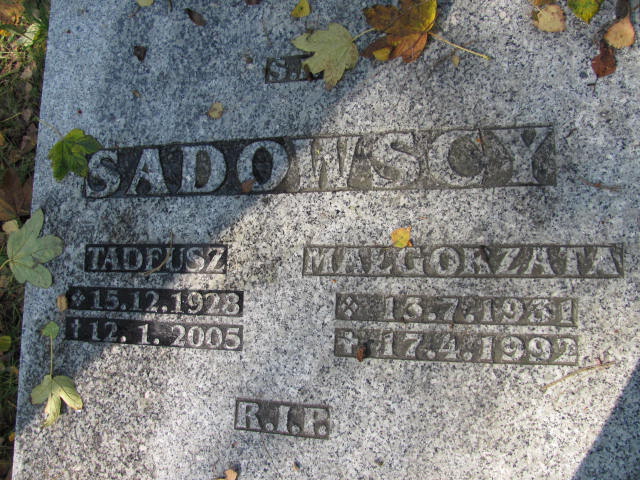 SADOWSCY
TADEUSZ
15.12.1928
12.1.2005
MAŁGORZATA
13.7.1931
17.4.1992
R.I.P.